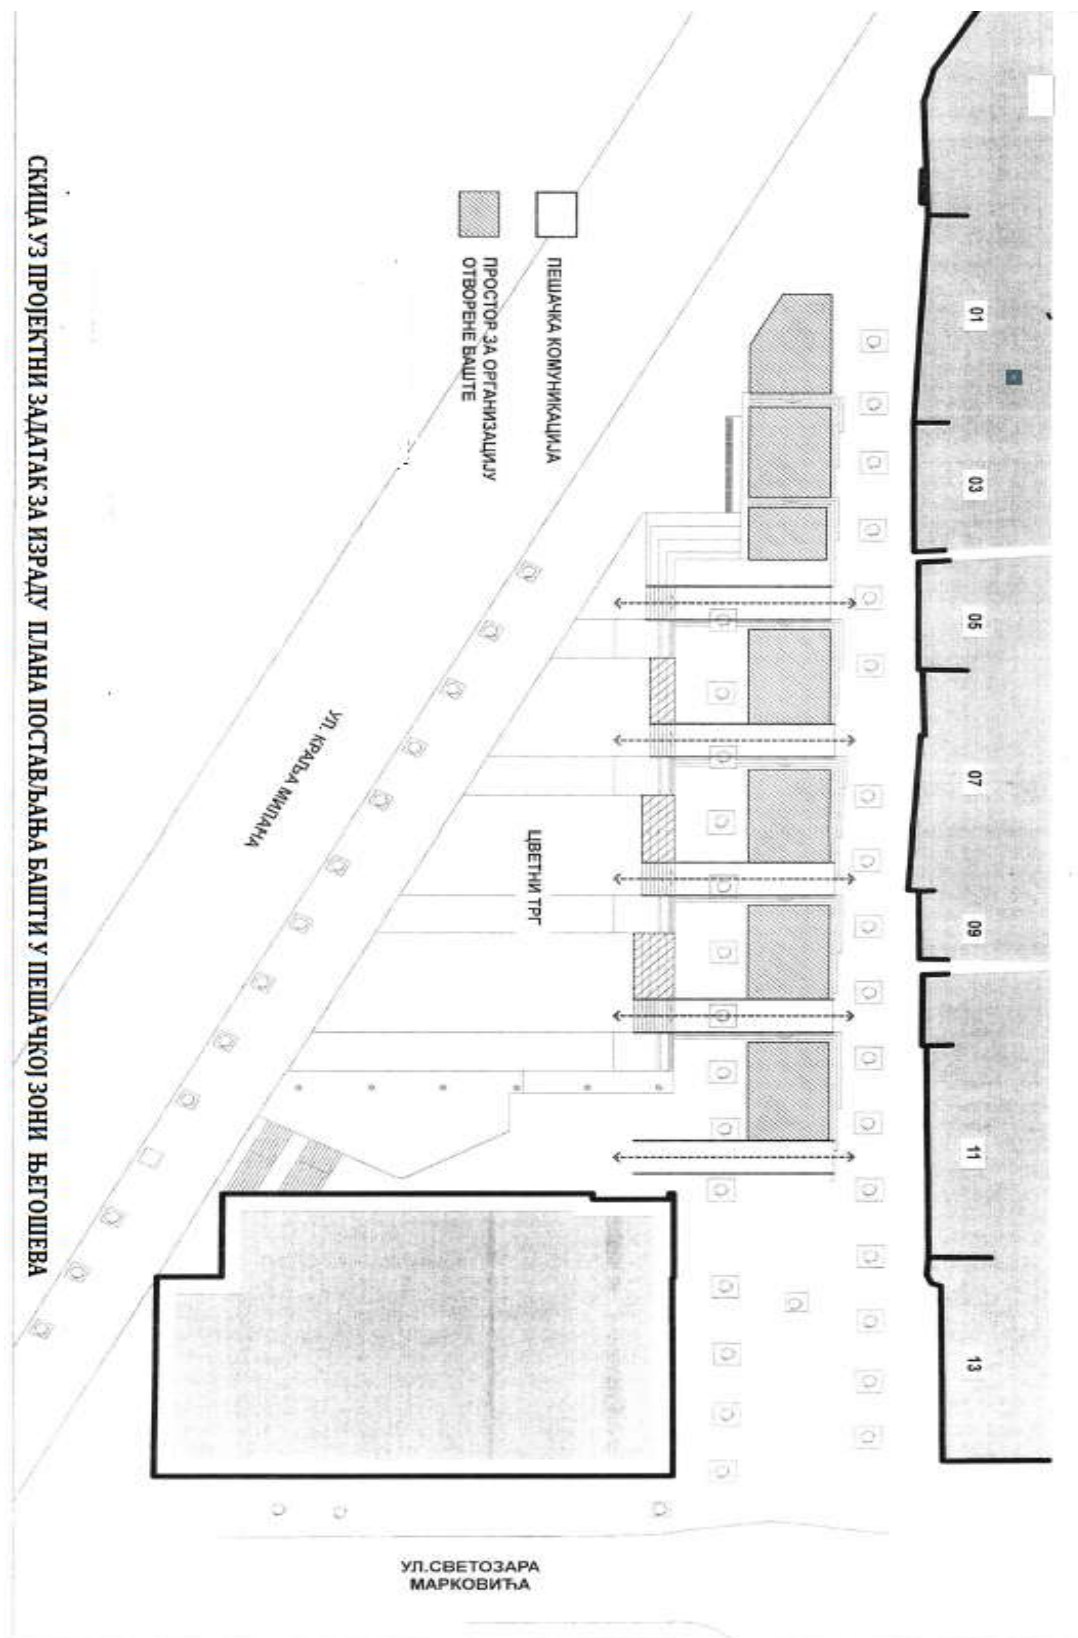 СКИЦА УЗ ПРОЈЕКТНИ ЗАДАТАК ЗА ИЗРАДУ ПЛАНА ПОСТАВЉАЊА БАШТИ У ПЕШАЧКОЈ ЗОНИ ЊЕГОШЕВА
ПЕШАЧКА КОМУНИКАЦИЈА
ПРОСТОР ЗА ОРГАНИЗАЦИЈУ
ОТВОРЕНЕ БАШТЕ
01
03
05
07
09
11
13
ЦВЕТНИ ТРГ
УЛ. КРАЉА МИЛАНА
УЛ.СВЕТОЗАРА
МАРКОВИЋА